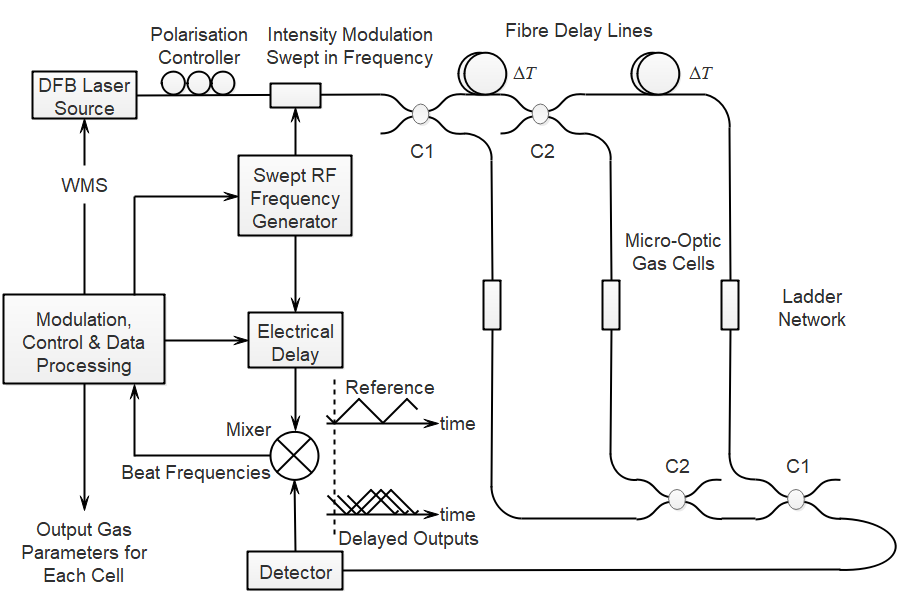 Polarisation
Controller
Intensity Modulation
Swept in Frequency
Fibre Delay Lines
ΔT
ΔT
DFB Laser
Source
C1
C2
WMS
Swept RF
Frequency
Generator
Micro-Optic
Gas Cells
Ladder
Network
Modulation,
Control & Data
Processing
Electrical
Delay
Reference
time
Mixer
Beat Frequencies
C2
C1
time
Delayed Outputs
Output Gas
Parameters for
Each Cell
Detector